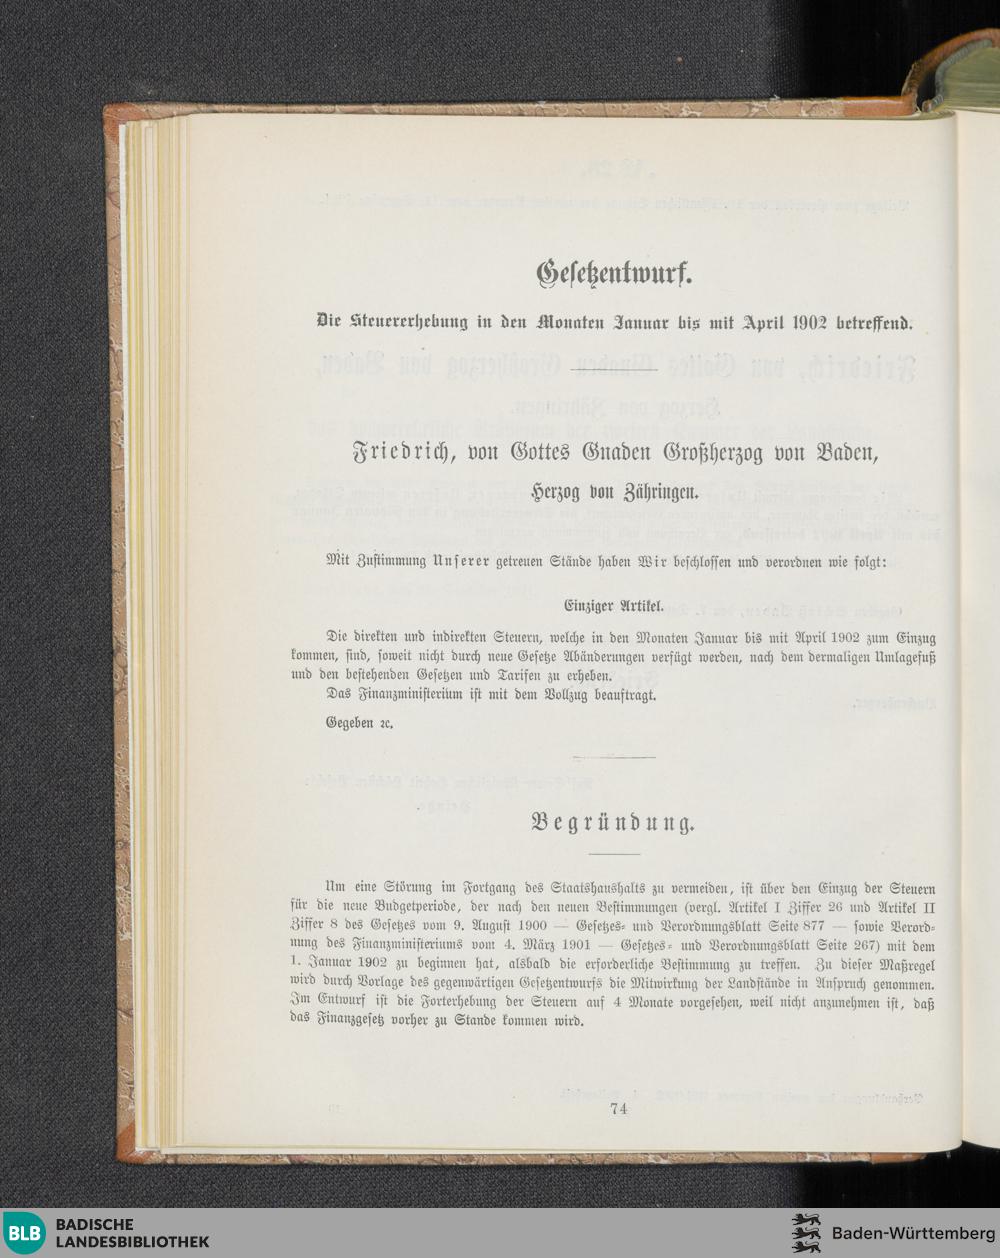 Gesetzentwurf.
Die Steuererhebung in den Monaten Januar bis mit April 1902 betreffend.
Friedrich, von Gottes Gnaden Großherzog von Baden,
Herzog von Zähringen.
Mit Zustimmung Unserer getreuen Stände haben Wir beschlossen und verordnen wie folgt:
Einziger Artikel.
Die direkten und indirekten Steuern, welche in den Monaten Januar bis mit April 1902 zum Einzug
kommen, sind, soweit nicht durch neue Gesetze Abänderungen verfügt werden, nach dem dermaligen Umlagefuß
und den bestehenden Gesetzen und Tarifen zu erheben.
Das Finanzministerium ist mit dem Vollzug beauftragt.
Gegeben ꝛc.
Begründung.
Um eine Störung im Fortgang des Staatshaushalts zu vermeiden, ist über den Einzug der Steuern
für die neue Budgetperiode, der nach den neuen Bestimmungen (vergl. Artikel I Ziffer 26 und Artikel II
Ziffer 8 des Gesetzes vom 9. August 1900 — Gesetzes- und Verordnungsblatt Seite 877 — sowie Verord-
nung des Finanzministeriums vom 4. März 1901 — Gesetzes- und Verordnungsblatt Seite 267) mit dem
1. Januar 1902 zu beginnen hat, alsbald die erforderliche Bestimmung zu treffen. Zu dieser Maßregel
wird durch Vorlage des gegenwärtigen Gesetzentwurfs die Mitwirkung der Landstände in Anspruch genommen.
Im Entwurf ist die Forterhebung der Steuern auf 4 Monate vorgesehen, weil nicht anzunehmen ist, daß
das Finanzgesetz vorher zu Stande kommen wird.
74
BLB
BADISCHE
LANDESBIBLIOTHEK
Baden-Württemberg